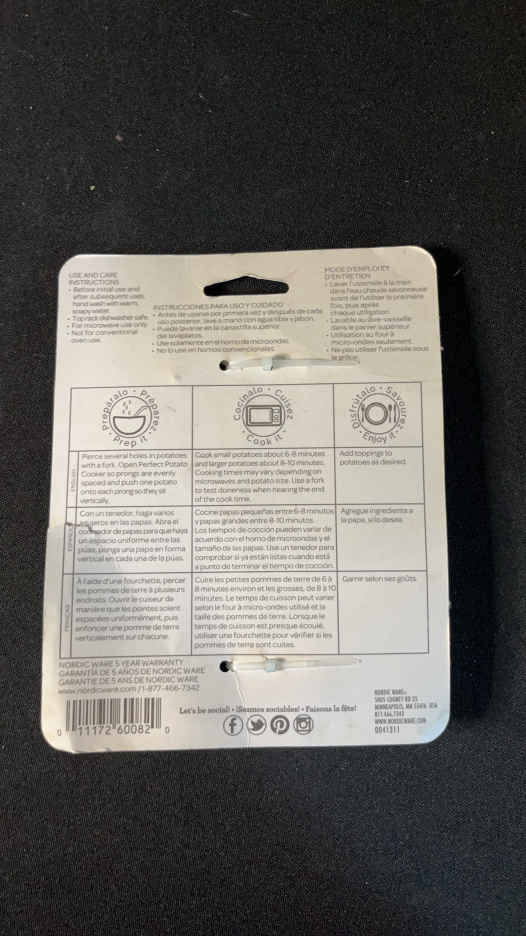 USE AND CARE
INSTRUCTIONS
• Before initial use and
after subsequent uses,
hand wash with warm,
soapy water.
• Top rack dishwasher safe.
• For microwave use only.
• Not for conventional
oven use.
INSTRUCCIONES PARA USO Y CUIDADO
• Antes de usarse por primera vez y después de cada
uso posterior, lave a mano con agua tibia y jabón.
• Puede lavarse en la canastilla superior
del lavaplatos.
• Use solamente en el horno de microondas.
• No lo use en hornos convencionales.
MODE D'EMPLOI ET
D'ENTRETIEN
• Laver l'ustensile à la main
dans l'eau chaude savonneuse
avant de l'utiliser la première
fois, puis après
chaque utilisation.
• Lavable au lave-vaisselle
dans le panier supérieur.
• Utilisation au four à
micro-ondes seulement.
• Ne pas utiliser l'ustensile sous
le gril/ce.
Prepáralo • Préparez
• Prep it •
Cocínalo • Cuisez
• Cook it •
Disfrútalo • Savourez
• Enjoy it •
ENGLISH
Pierce several holes in potatoes
with a fork. Open Perfect Potato
Cooker so prongs are evenly
spaced and push one potato
onto each prong so they sit
vertically.
Cook small potatoes about 6-8 minutes
and larger potatoes about 8-10 minutes.
Cooking times may vary depending on
microwaves and potato size. Use a fork
to test doneness when nearing the end
of the cook time.
Add toppings to
potatoes as desired.
Con un tenedor, haga varios
agujeros en las papas. Abra el
cocinador de papas para que haya
un espacio uniforme entre las
púas, ponga una papa en forma
vertical en cada una de la púas.
Cocine papas pequeñas entre 6-8 minutos
y papas grandes entre 8-10 minutos.
Los tiempos de cocción pueden variar de
acuerdo con el horno de microondas y el
tamaño de las papas. Use un tenedor para
comprobar si ya están listas cuando está
a punto de terminar el tiempo de cocción.
Agregue ingredients a
la papa, si lo desea.
FRANÇAIS
À l'aide d'une fourchette, percer
les pommes de terre à plusieurs
endroits. Ouvrir le cuiseur de
manière que les pointes soient
espacées uniformément, puis
enfoncer une pomme de terre
verticalement sur chacune.
Cuire les petites pommes de terre de 6 à
8 minutes environ et les grosses, de 8 à 10
minutes. Le temps de cuisson peut varier
selon le four à micro-ondes utilisé et la
taille des pommes de terre. Lorsque le
temps de cuisson est presque écoulé,
utiliser une fourchette pour vérifier si les
pommes de terre sont cuites.
Garnir selon ses goûts.
NORDIC WARE 5 YEAR WARRANTY
GARANTÍA DE 5 AÑOS DE NORDIC WARE
GARANTIE DE 5 ANS DE NORDIC WARE
www.nordicware.com /1-877-466-7342
0 11172 60082 0
Let's be social! • ¡Seamos sociables! • Faisons la fête!
NORDIC WARE®
5005 COUNTY RD 25
MINNEAPOLIS, MN 55416 USA
877.466.7342
WWW.NORDICWARE.COM
0041311